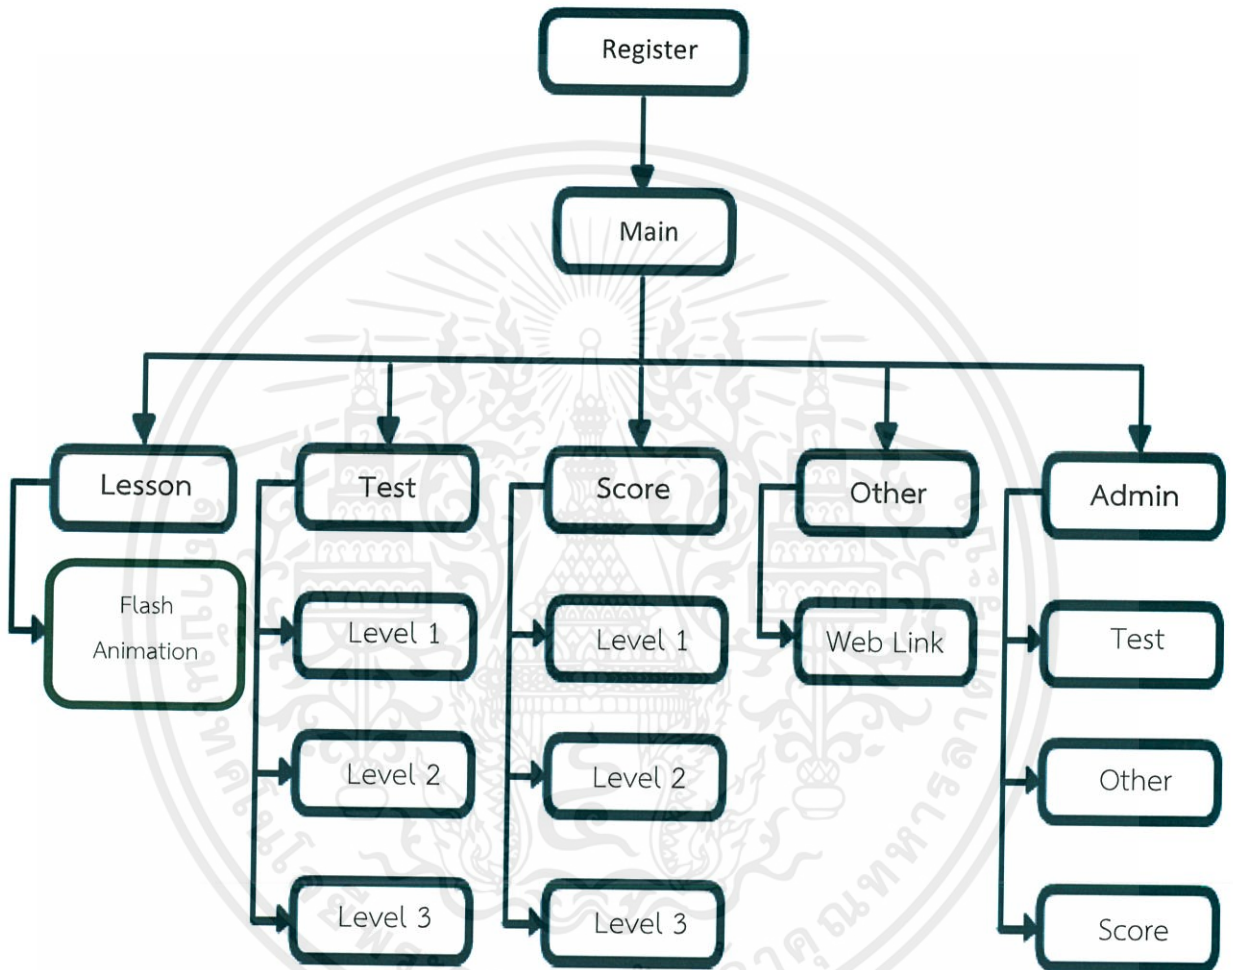 Register
Main
Lesson
Test
Score
Other
Admin
Flash
Animation
Level 1
Level 1
Web Link
Test
Level 2
Level 2
Other
Level 3
Level 3
Score